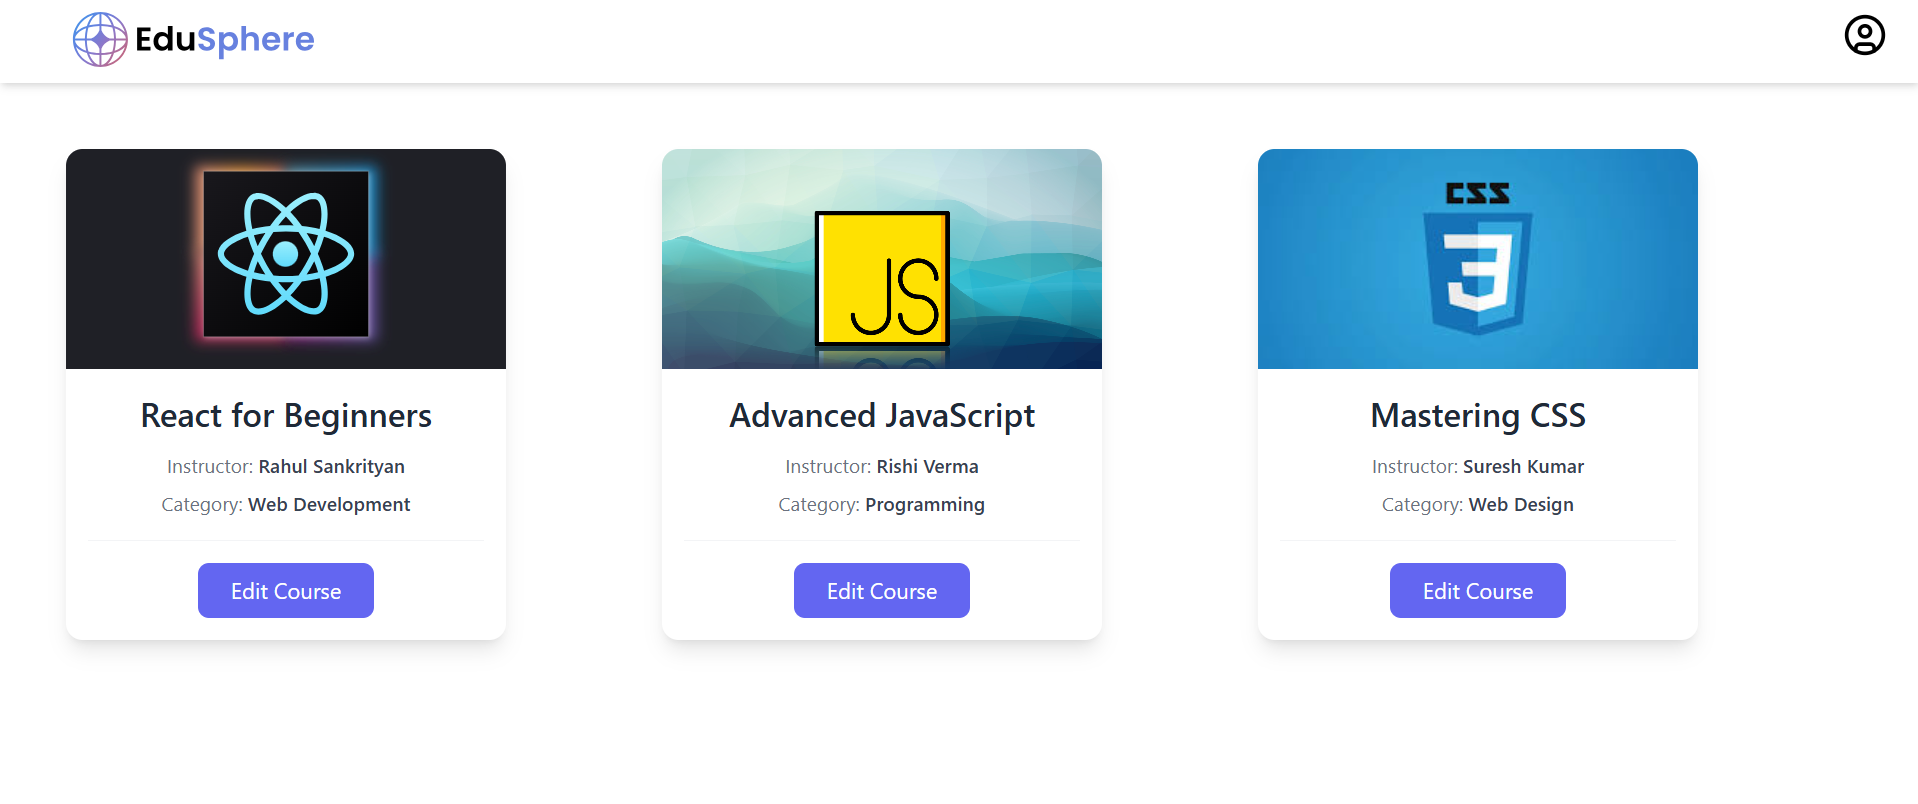 EduSphere
JS
CSS
3
React for Beginners
Instructor: Rahul Sankrityan
Category: Web Development
Edit Course
Advanced JavaScript
Instructor: Rishi Verma
Category: Programming
Edit Course
Mastering CSS
Instructor: Suresh Kumar
Category: Web Design
Edit Course